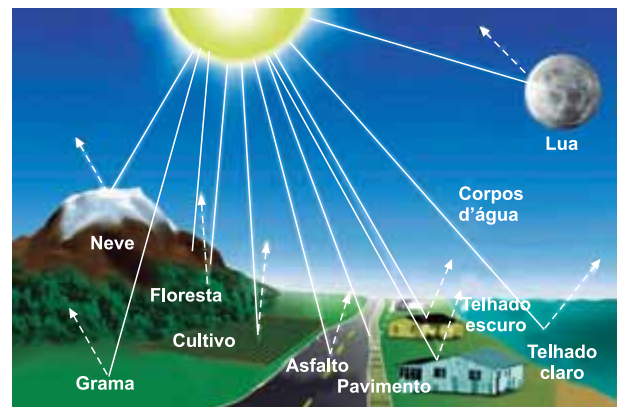 Lua
Corpos
d'água
Neve
Floresta
Telhado
escuro
Cultivo
Asfalto
Telhado
claro
Grama
Pavimento